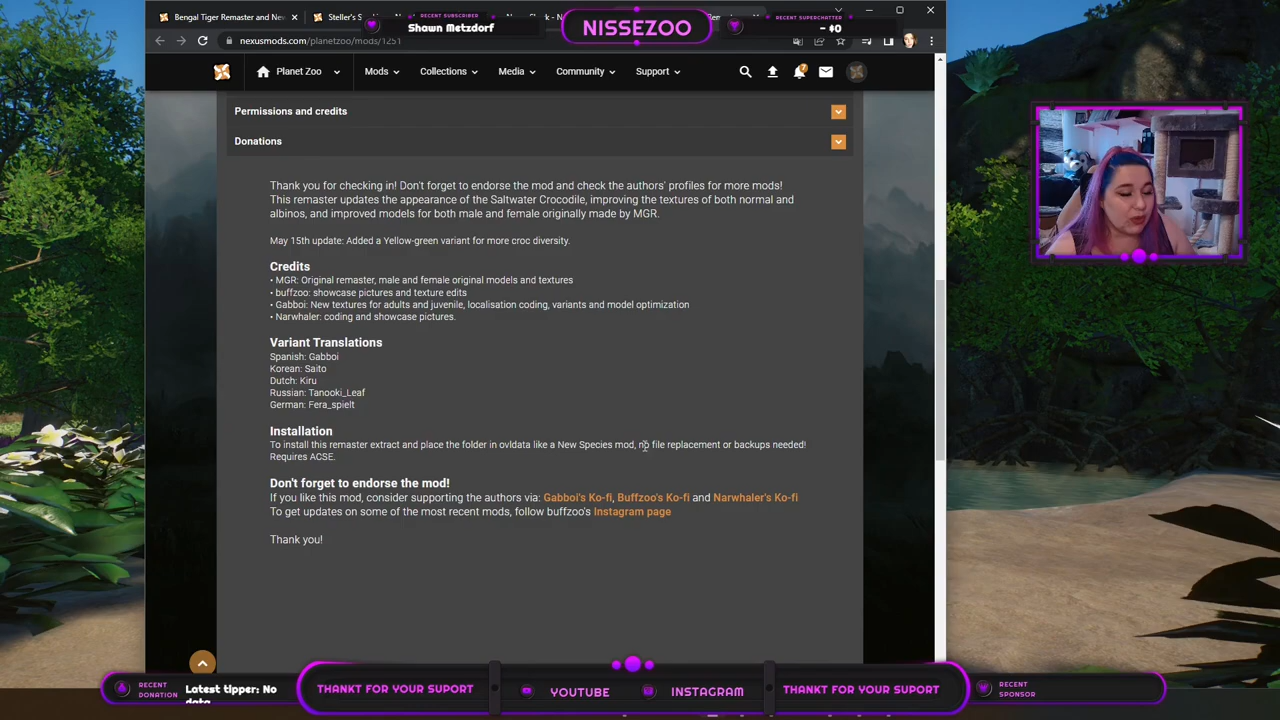 Bengal Tiger Remaster and Ne
Steller's S
RECENT SUBSCRIBER
Shawn Metzdorf
NISSEZOO
RECENT SUPERCHATTER
- $0
nexusmods.com/planetzoo/mods/1251
Planet Zoo
Mods
Collections
Media
Community
Support
7
Permissions and credits
Donations
Thank you for checking in! Don't forget to endorse the mod and check the authors' profiles for more mods!
This remaster updates the appearance of the Saltwater Crocodile, improving the textures of both normal and
albinos, and improved models for both male and female originally made by MGR.
May 15th update: Added a Yellow-green variant for more croc diversity.
Credits
• MGR: Original remaster, male and female original models and textures
• buffzoo: showcase pictures and texture edits
• Gabboi: New textures for adults and juvenile, localisation coding, variants and model optimization
• Narwhaler: coding and showcase pictures.
Variant Translations
Spanish: Gabboi
Korean: Saito
Dutch: Kiru
Russian: Tanooki_Leaf
German: Fera_spielt
Installation
To install this remaster extract and place the folder in ovldata like a New Species mod, no file replacement or backups needed!
Requires ACSE.
Don't forget to endorse the mod!
If you like this mod, consider supporting the authors via: Gabboi's Ko-fi, Buffzoo's Ko-fi and Narwhaler's Ko-fi
To get updates on some of the most recent mods, follow buffzoo's Instagram page
Thank you!
RECENT DONATION
Latest tipper: No data
THANKT FOR YOUR SUPORT
YOUTUBE
INSTAGRAM
THANKT FOR YOUR SUPORT
RECENT SPONSOR